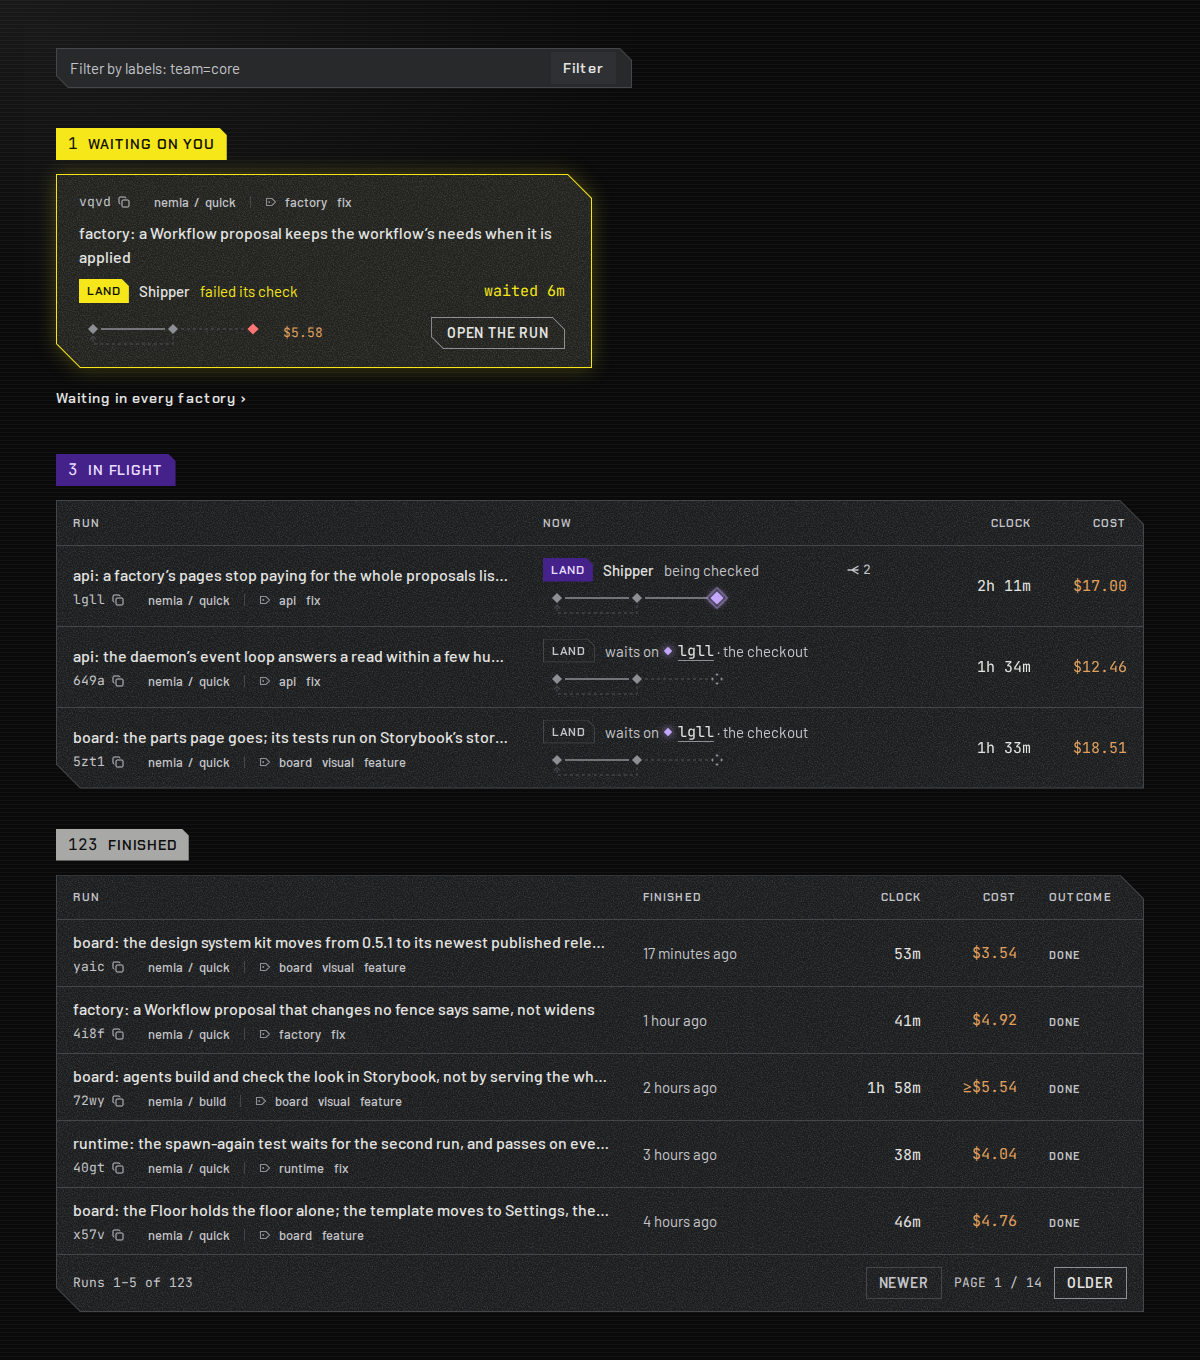 Filter by labels: team=core Filter
1 WAITING ON YOU
vqvd nemla / quick factory fix
factory: a Workflow proposal keeps the workflow's needs when it is
applied
LAND Shipper failed its check waited 6m
$5.58 OPEN THE RUN
Waiting in every factory ›
3 IN FLIGHT
RUN NOW CLOCK COST
api: a factory's pages stop paying for the whole proposals lis… LAND Shipper being checked 2 2h 11m $17.00
lgll nemla / quick api fix
api: the daemon's event loop answers a read within a few hu… LAND waits on lgll · the checkout 1h 34m $12.46
649a nemla / quick api fix
board: the parts page goes; its tests run on Storybook's stor… LAND waits on lgll · the checkout 1h 33m $18.51
5zt1 nemla / quick board visual feature
123 FINISHED
RUN FINISHED CLOCK COST OUTCOME
board: the design system kit moves from 0.5.1 to its newest published rele… 17 minutes ago 53m $3.54 DONE
yaic nemla / quick board visual feature
factory: a Workflow proposal that changes no fence says same, not widens 1 hour ago 41m $4.92 DONE
4i8f nemla / quick factory fix
board: agents build and check the look in Storybook, not by serving the wh… 2 hours ago 1h 58m ≥$5.54 DONE
72wy nemla / build board visual feature
runtime: the spawn-again test waits for the second run, and passes on eve… 3 hours ago 38m $4.04 DONE
40gt nemla / quick runtime fix
board: the Floor holds the floor alone; the template moves to Settings, the… 4 hours ago 46m $4.76 DONE
x57v nemla / quick board feature
Runs 1–5 of 123 NEWER PAGE 1 / 14 OLDER